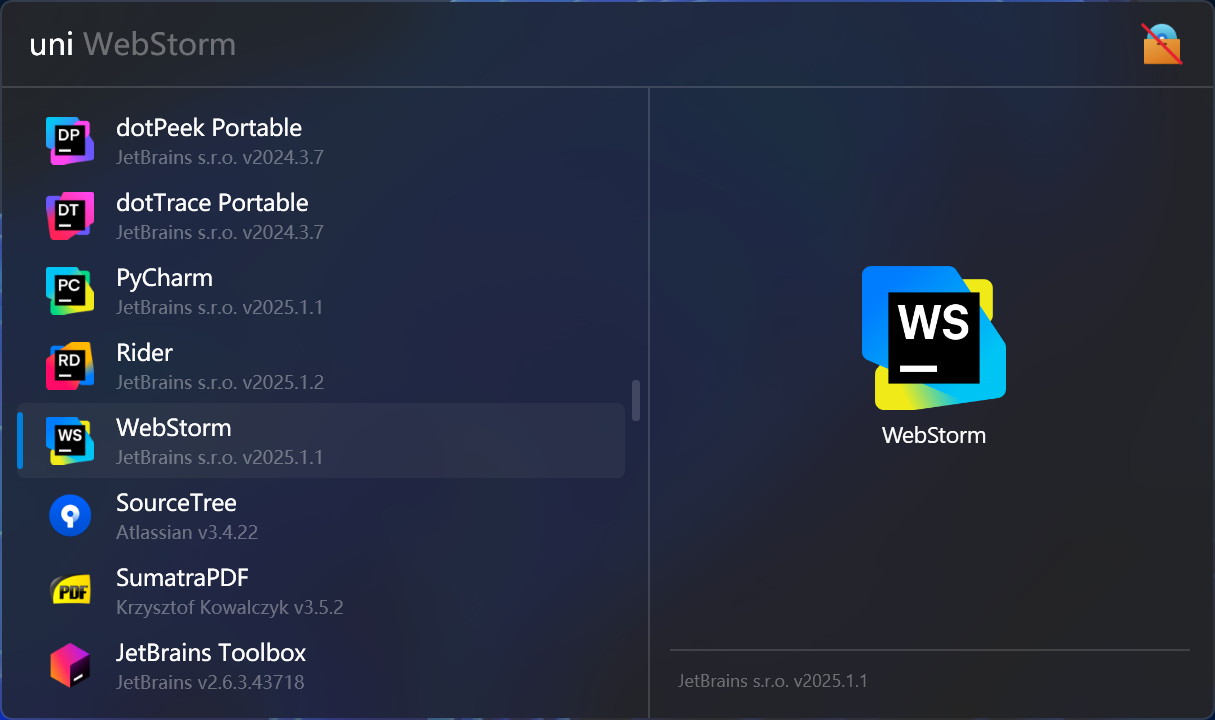 uni WebStorm
DP
dotPeek Portable
JetBrains s.r.o. v2024.3.7
DT
dotTrace Portable
JetBrains s.r.o. v2024.3.7
PC
PyCharm
JetBrains s.r.o. v2025.1.1
RD
Rider
JetBrains s.r.o. v2025.1.2
WS
WebStorm
JetBrains s.r.o. v2025.1.1
SourceTree
Atlassian v3.4.22
PDF
SumatraPDF
Krzysztof Kowalczyk v3.5.2
JetBrains Toolbox
JetBrains v2.6.3.43718
WS
WebStorm
JetBrains s.r.o. v2025.1.1